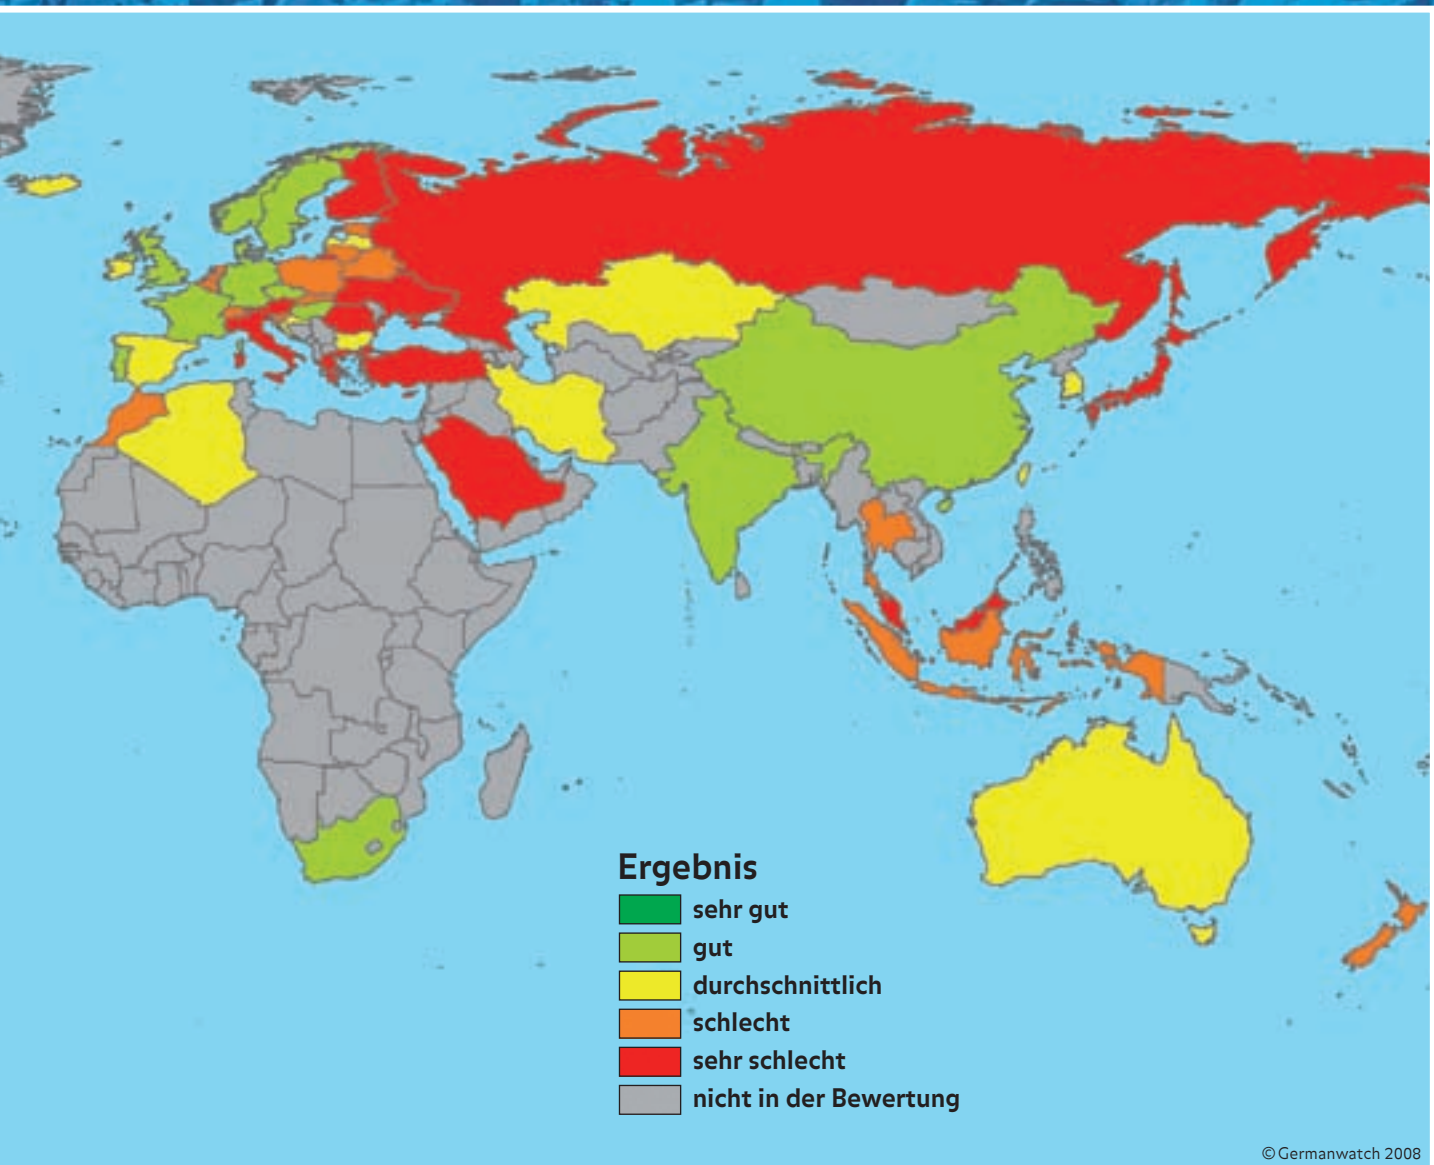 Ergebnis
sehr gut
gut
durchschnittlich
schlecht
sehr schlecht
nicht in der Bewertung
© Germanwatch 2008